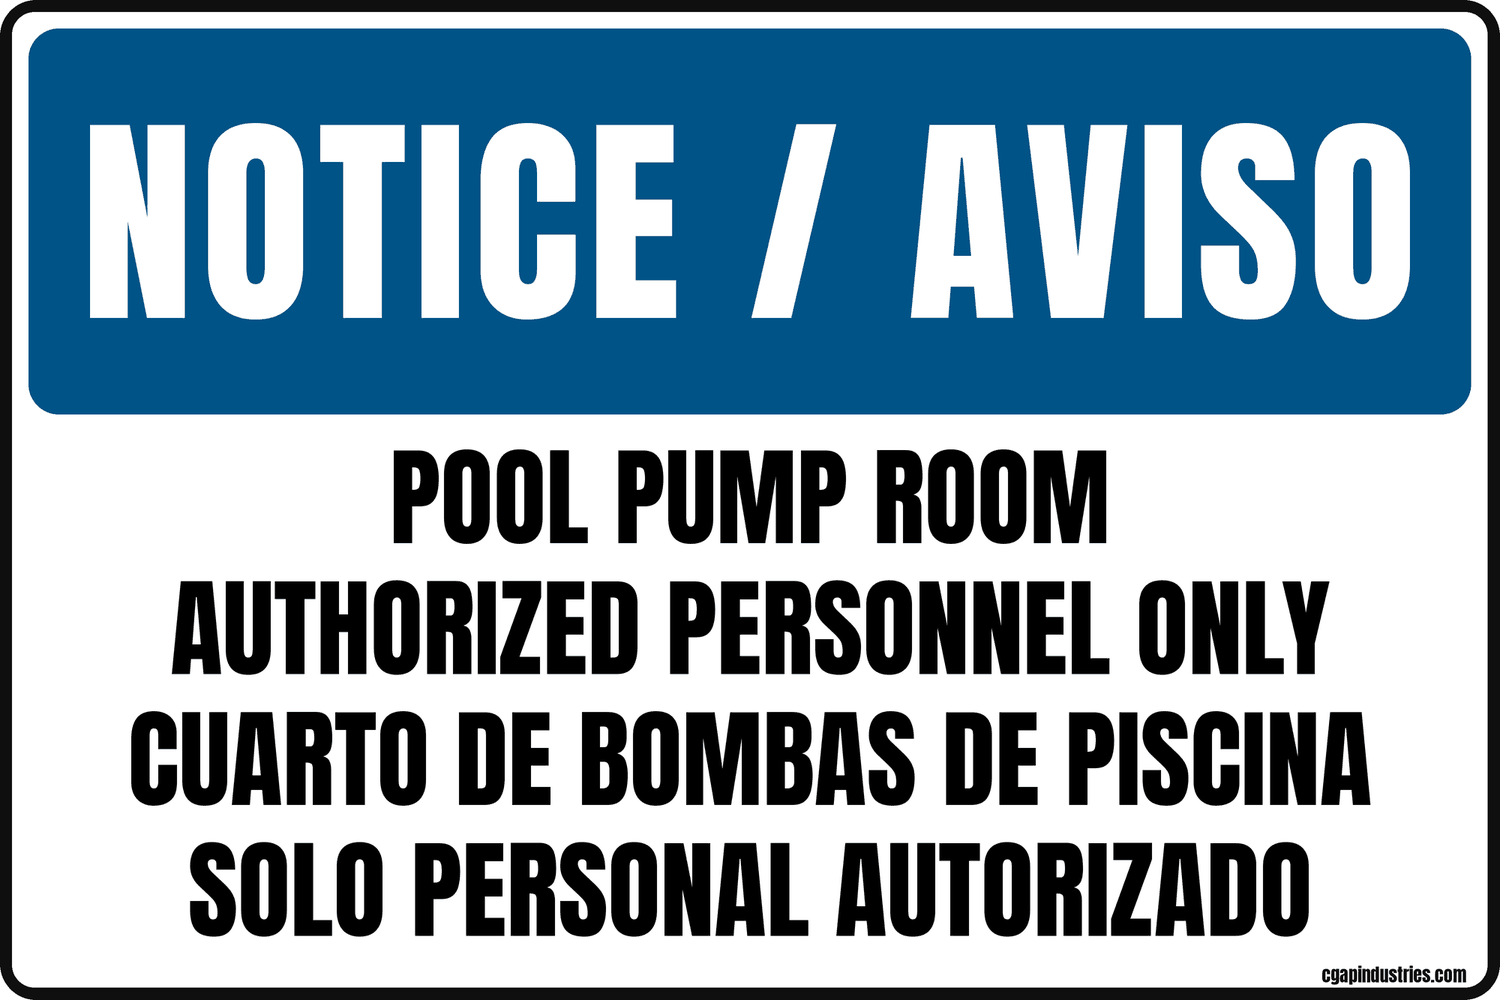 NOTICE / AVISO
POOL PUMP ROOM
AUTHORIZED PERSONNEL ONLY
CUARTO DE BOMBAS DE PISCINA
SOLO PERSONAL AUTORIZADO
cgapindustries.com